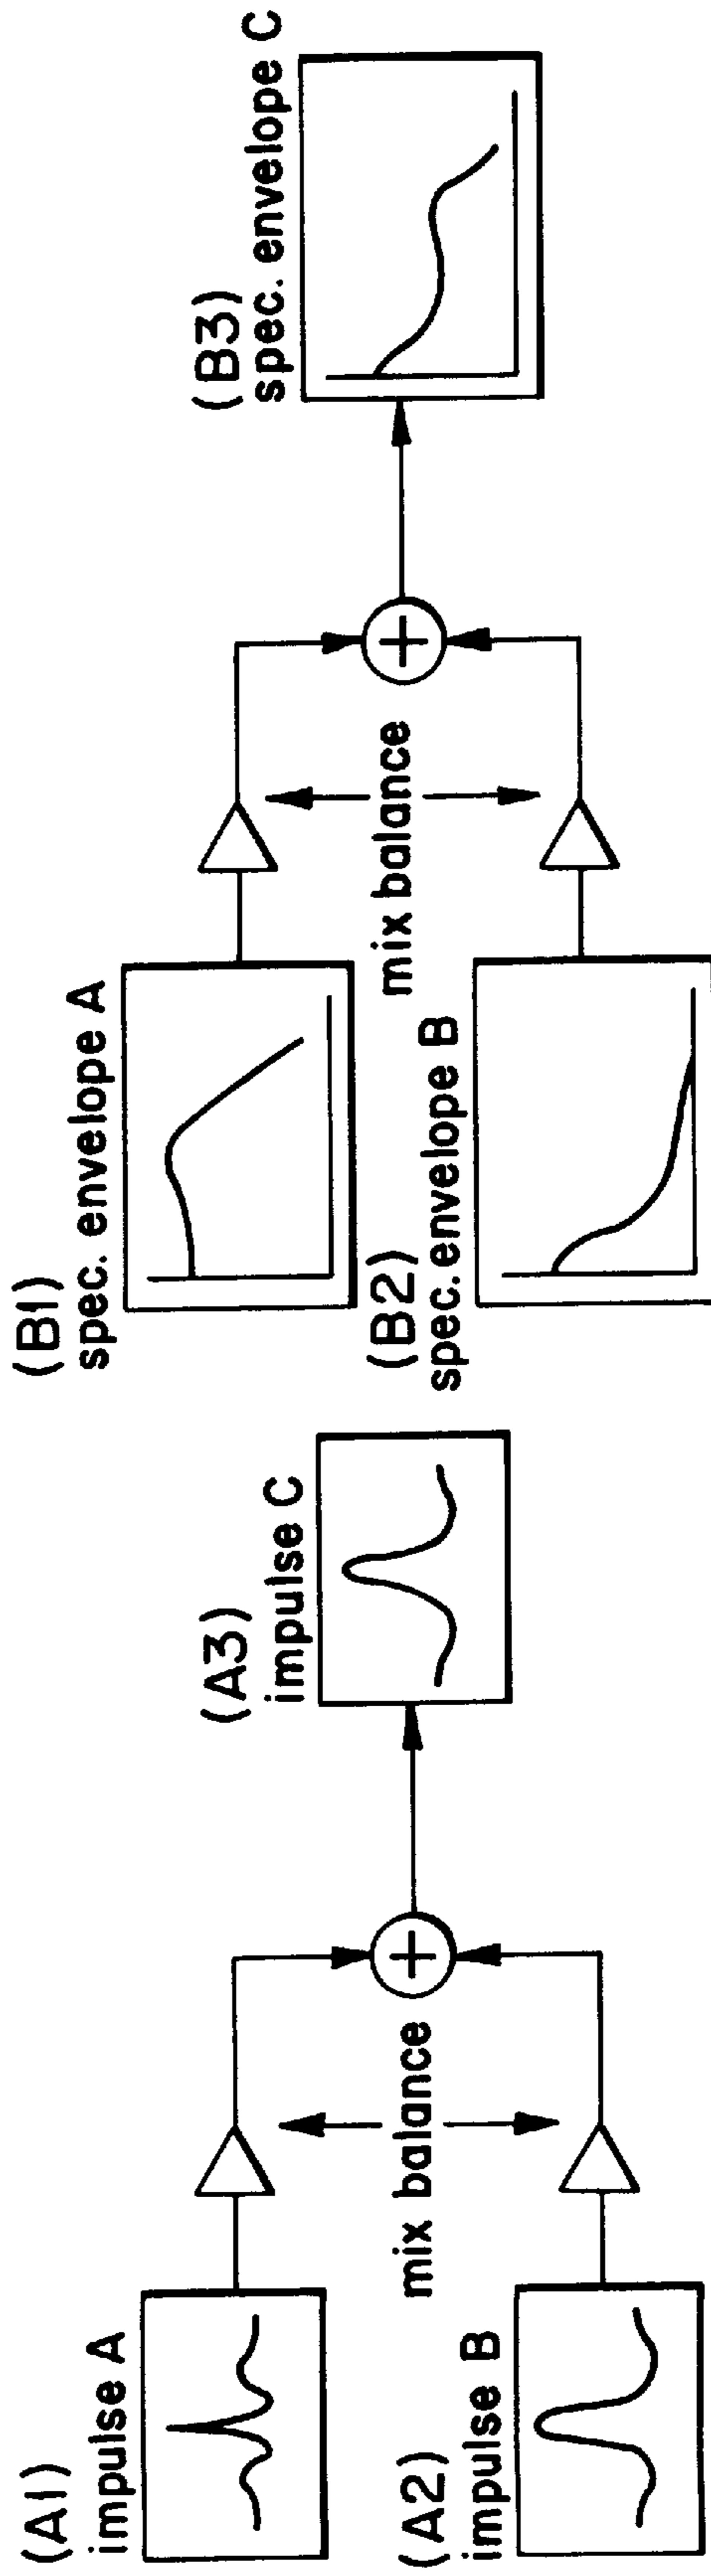 (A1)
impulse A
(A2)
impulse B
mix balance
+
(A3)
impulse C
(B1)
spec. envelope A
(B2)
spec. envelope B
mix balance
+
(B3)
spec. envelope C